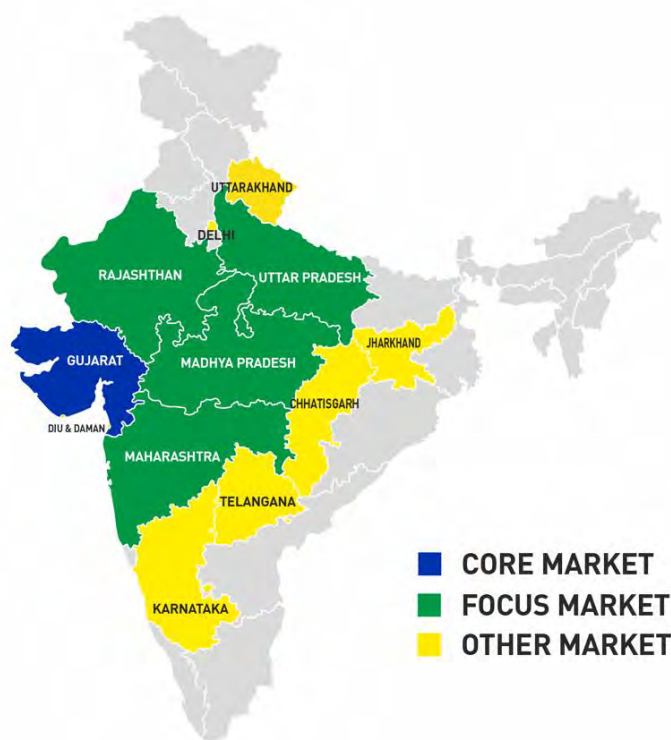 UTTARAKHAND
DELHI
RAJASHTHAN
UTTAR PRADESH
JHARKHAND
GUJARAT
MADHYA PRADESH
CHHATISGARH
DIU & DAMAN
MAHARASHTRA
TELANGANA
KARNATAKA
CORE MARKET
FOCUS MARKET
OTHER MARKET